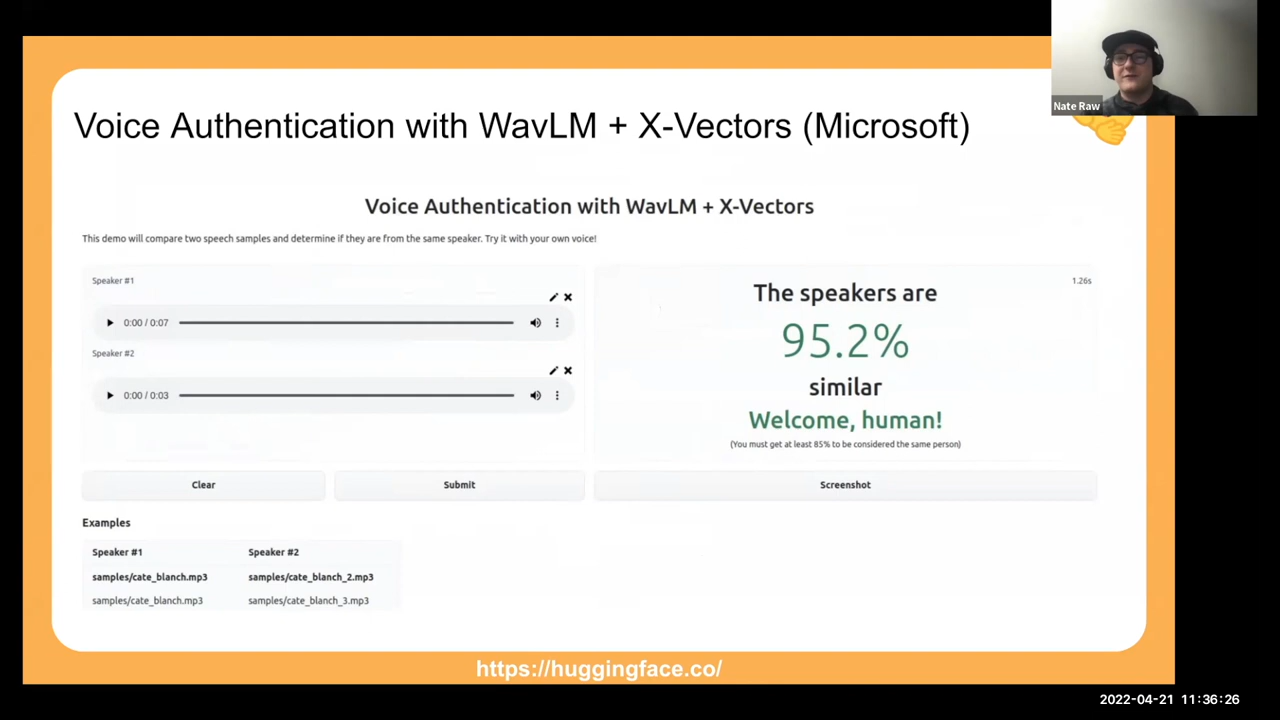 Nate Raw
Voice Authentication with WavLM + X-Vectors (Microsoft)
Voice Authentication with WavLM + X-Vectors
This demo will compare two speech samples and determine if they are from the same speaker. Try it with your own voice!
Speaker #1
0:00 / 0:07
Speaker #2
0:00 / 0:03
1.26s
The speakers are
95.2%
similar
Welcome, human!
(You must get at least 85% to be considered the same person)
Clear
Submit
Screenshot
Examples
Speaker #1 Speaker #2
samples/cate_blanch.mp3 samples/cate_blanch_2.mp3
samples/cate_blanch.mp3 samples/cate_blanch_3.mp3
https://huggingface.co/
2022-04-21 11:36:26